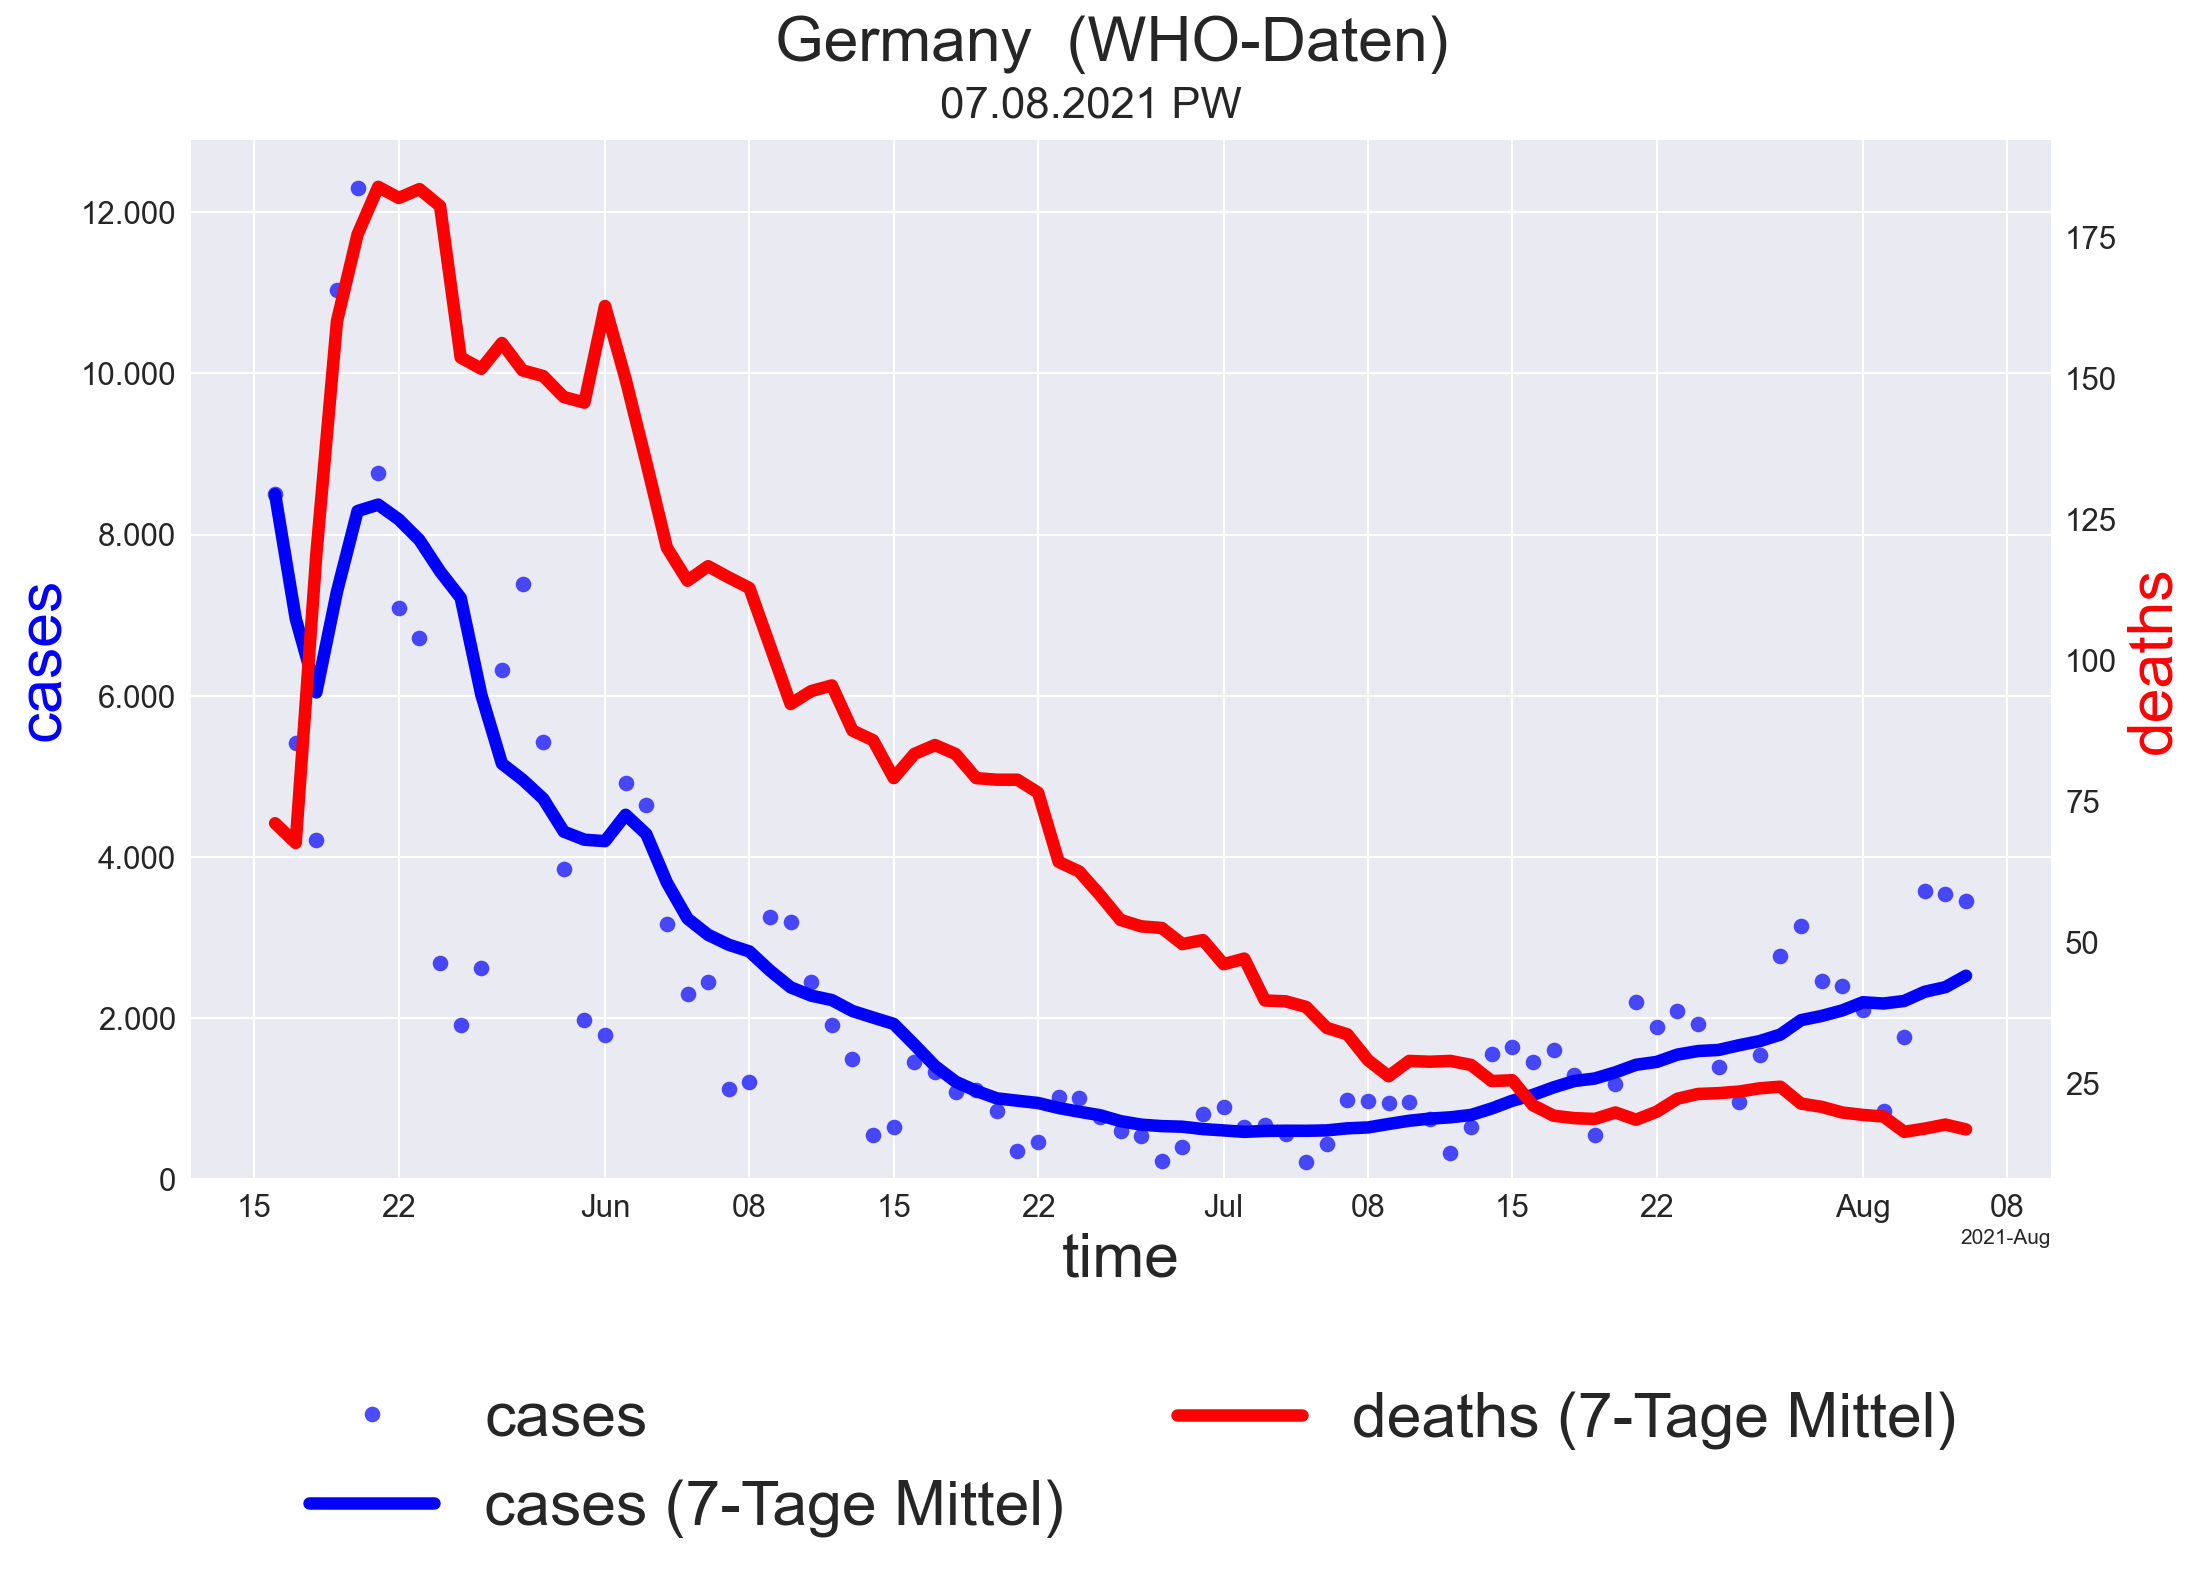 Germany  (WHO-Daten)
07.08.2021 PW
12.000
10.000
8.000
6.000
4.000
2.000
0
cases
175
150
125
100
75
50
25
deaths
15 22 Jun 08 15 22 Jul 08 15 22 Aug 08
2021-Aug
time
cases
cases (7-Tage Mittel)
deaths (7-Tage Mittel)